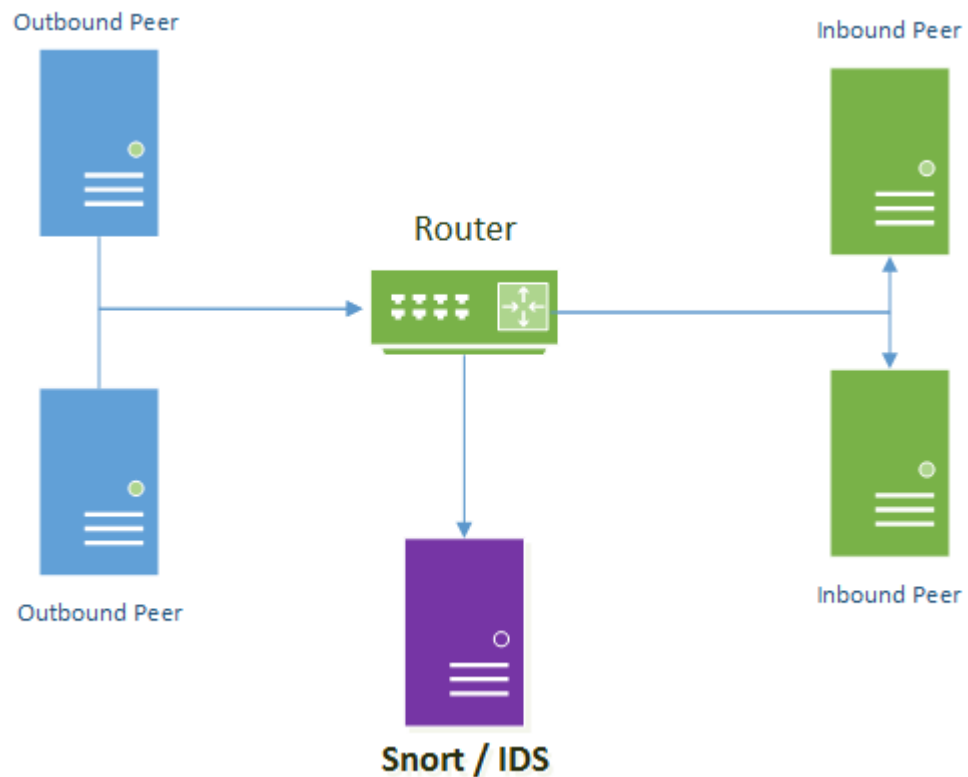 Outbound Peer
Inbound Peer
Router
Outbound Peer
Inbound Peer
Snort / IDS